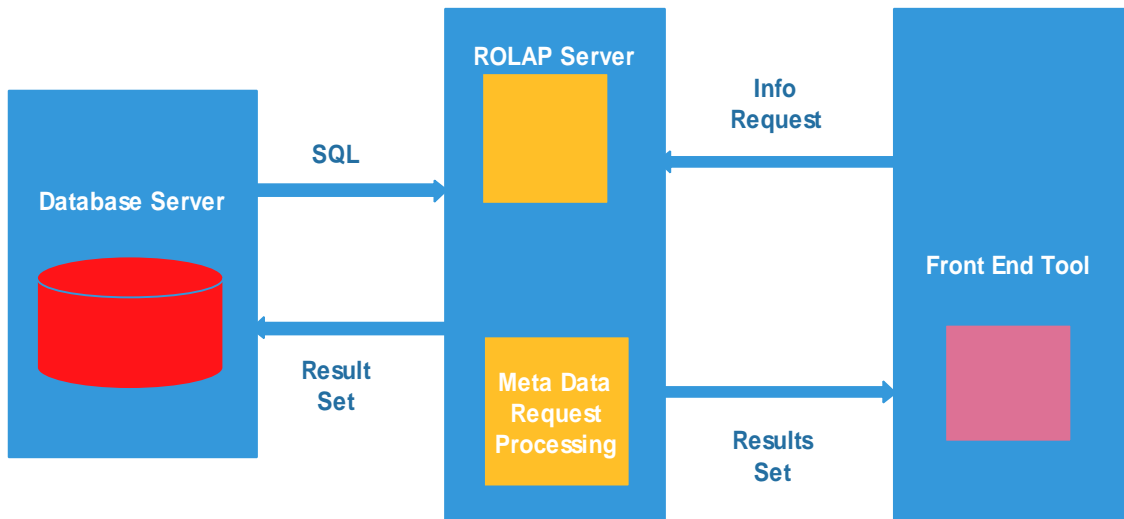 ROLAP Server
Info
Request
SQL
Database Server
Front End Tool
Result
Set
Meta Data
Request
Processing
Results
Set